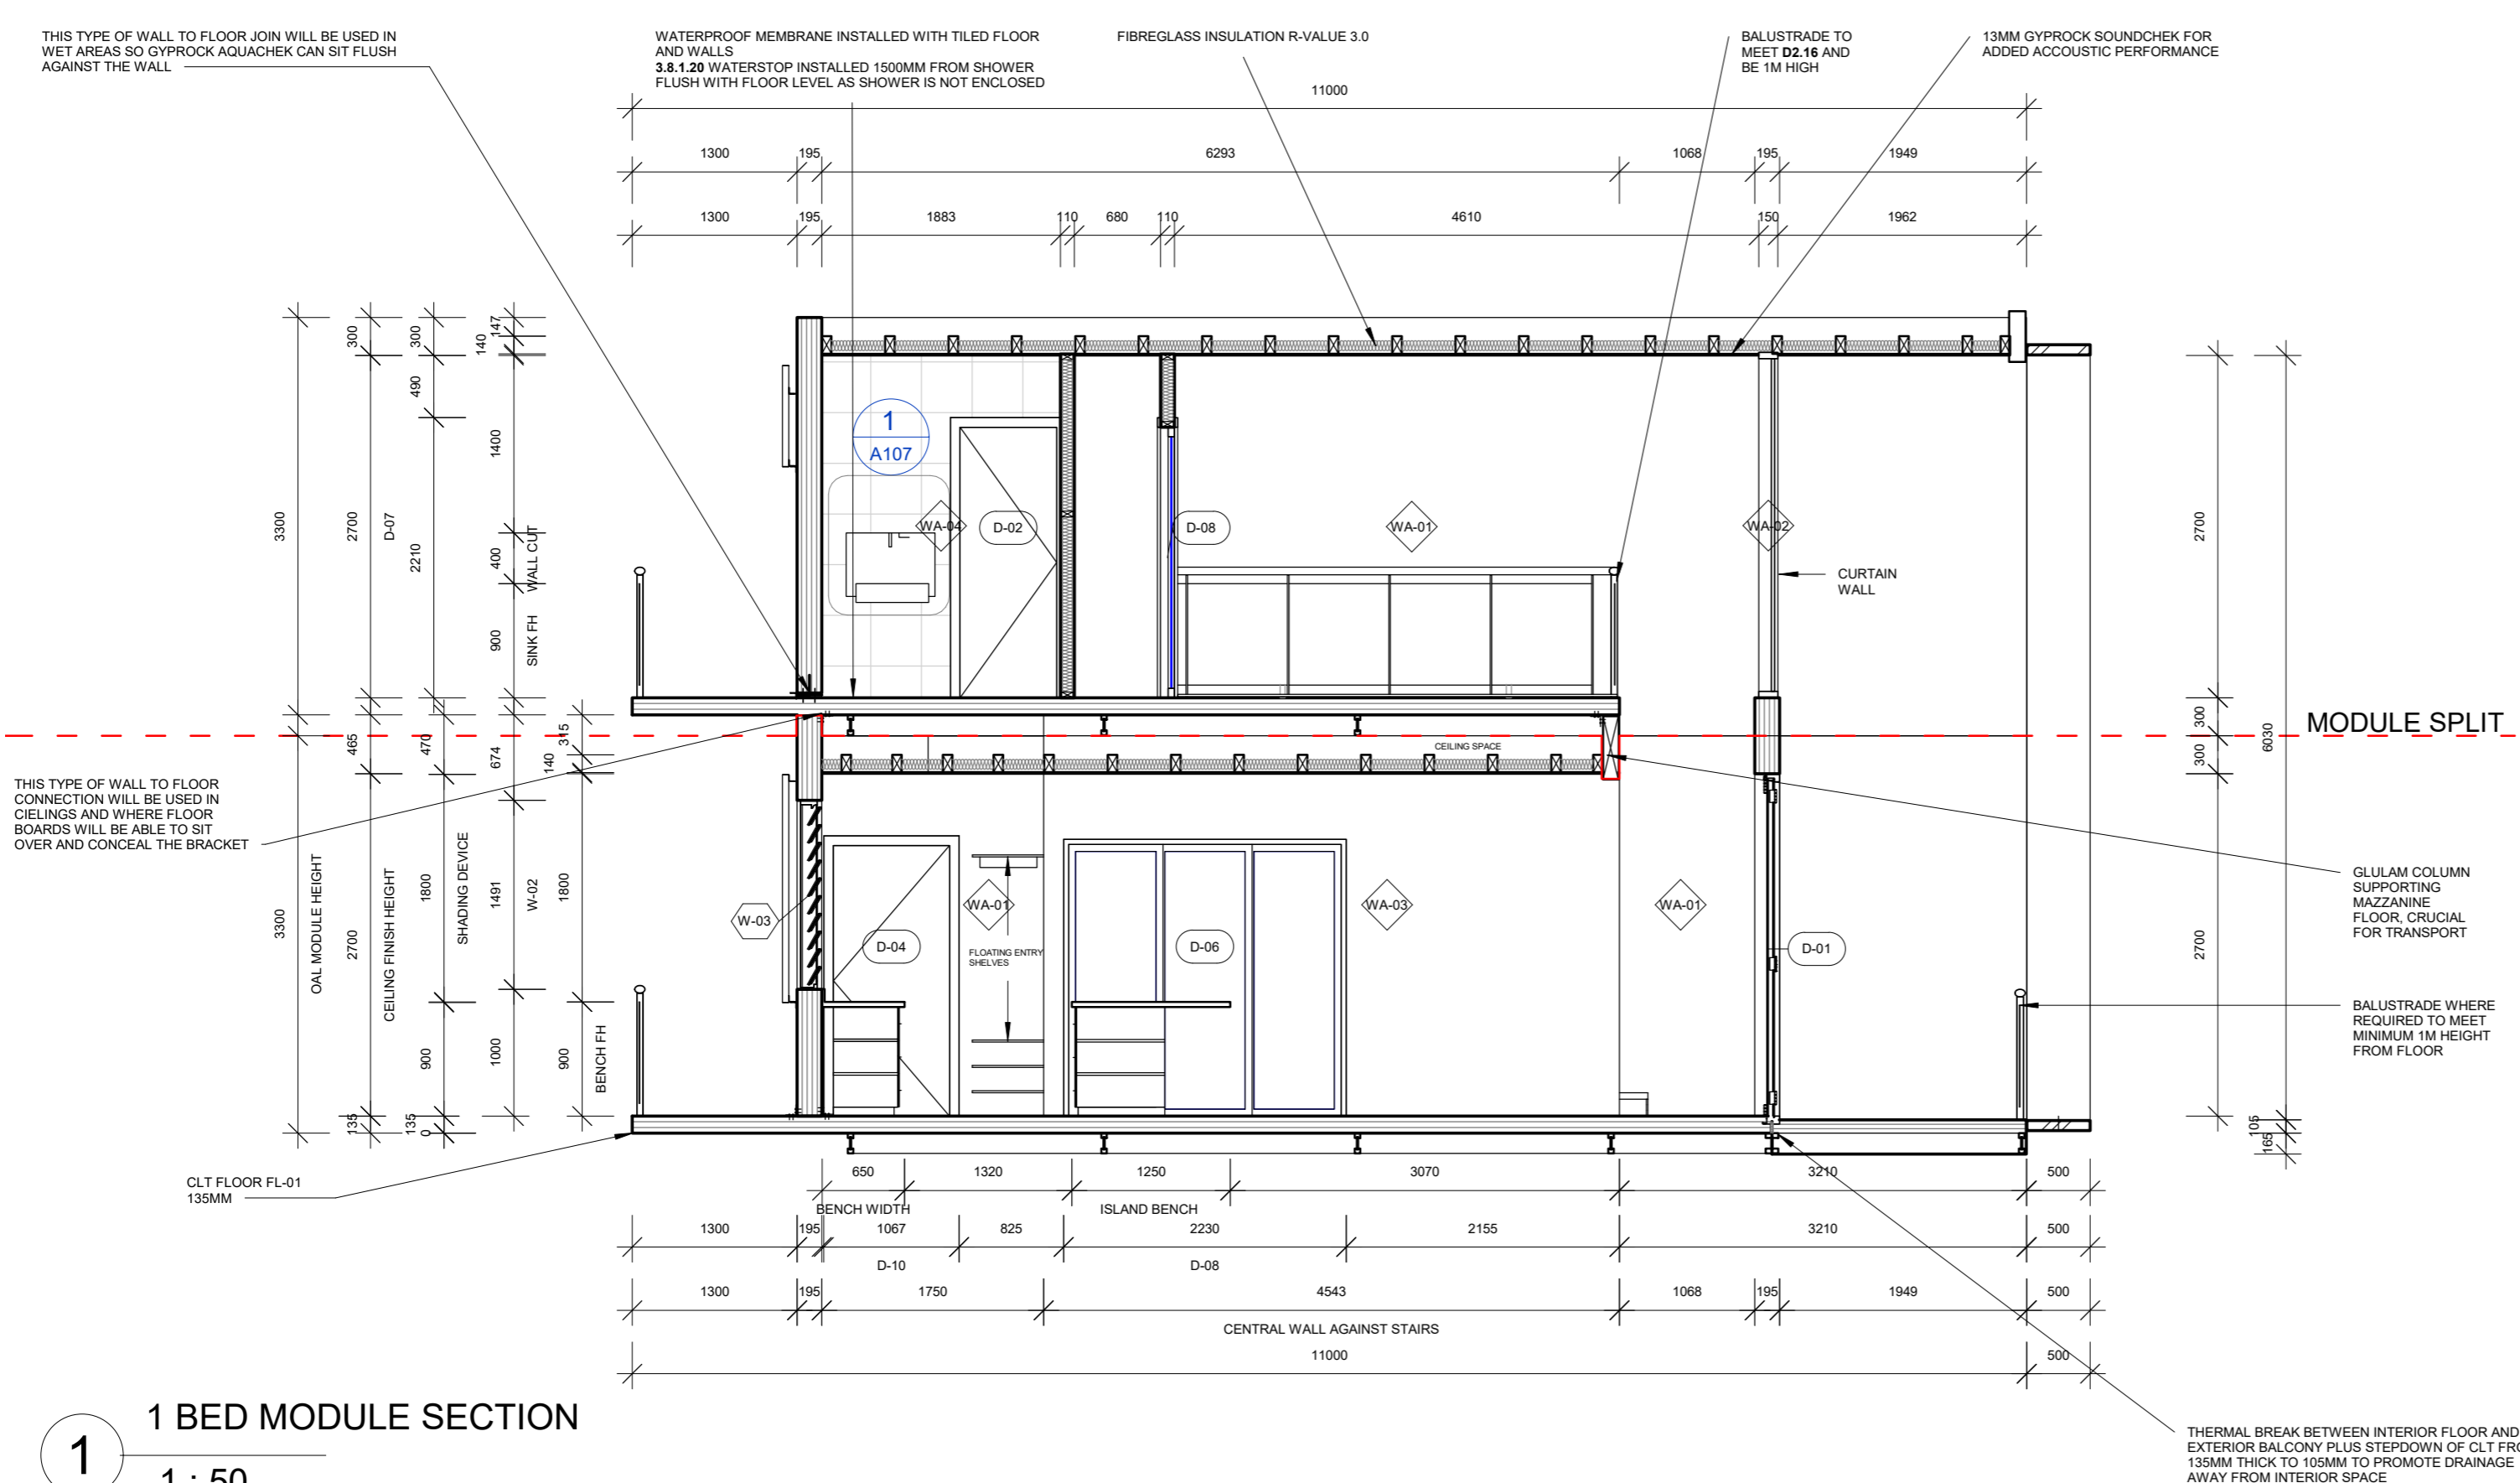 THIS TYPE OF WALL TO FLOOR JOIN WILL BE USED IN
WET AREAS SO GYPROCK AQUACHEK CAN SIT FLUSH
AGAINST THE WALL
WATERPROOF MEMBRANE INSTALLED WITH TILED FLOOR
AND WALLS
3.8.1.20 WATERSTOP INSTALLED 1500MM FROM SHOWER
FLUSH WITH FLOOR LEVEL AS SHOWER IS NOT ENCLOSED
FIBREGLASS INSULATION R-VALUE 3.0
BALUSTRADE TO
MEET D2.16 AND
BE 1M HIGH
13MM GYPROCK SOUNDCHEK FOR
ADDED ACCOUSTIC PERFORMANCE
11000
1300 195 6293 1068 195 1949
1300 195 1883 110 680 110 4610 150 1962
3300
3300
OAL MODULE HEIGHT
300
2700
D-07
465
2700
CEILING FINISH HEIGHT
135
300
490
2210
470
1800
SHADING DEVICE
900
135
0
147
140
1400
400
WALL CUT
900
SINK FH
674
1491
W-02
1000
315
140
1800
900
BENCH FH
1
A107
WA-04
D-02
D-08
WA-01
WA-02
CURTAIN
WALL
2700
300
300
2700
6030
105
165
MODULE SPLIT
CEILING SPACE
THIS TYPE OF WALL TO FLOOR
CONNECTION WILL BE USED IN
CIELINGS AND WHERE FLOOR
BOARDS WILL BE ABLE TO SIT
OVER AND CONCEAL THE BRACKET
W-03
D-04
WA-01
FLOATING ENTRY
SHELVES
D-06
WA-03
WA-01
D-01
GLULAM COLUMN
SUPPORTING
MAZZANINE
FLOOR, CRUCIAL
FOR TRANSPORT
BALUSTRADE WHERE
REQUIRED TO MEET
MINIMUM 1M HEIGHT
FROM FLOOR
CLT FLOOR FL-01
135MM
650 1320 1250 3070 3210 500
BENCH WIDTH ISLAND BENCH
1300 195 1067 825 2230 2155 3210 500
D-10 D-08
1300 195 1750 4543 1068 195 1949 500
CENTRAL WALL AGAINST STAIRS
11000 500
1
1 BED MODULE SECTION
1 : 50
THERMAL BREAK BETWEEN INTERIOR FLOOR AND
EXTERIOR BALCONY PLUS STEPDOWN OF CLT FRO
135MM THICK TO 105MM TO PROMOTE DRAINAGE
AWAY FROM INTERIOR SPACE